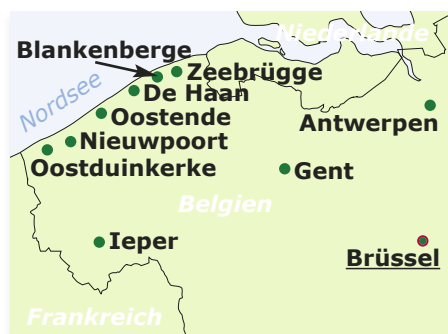 Niederlande
Blankenberge
Zeebrügge
De Haan
Nordsee
Oostende
Antwerpen
Nieuwpoort
Oostduinkerke
Gent
Belgien
Ieper
Brüssel
Frankreich